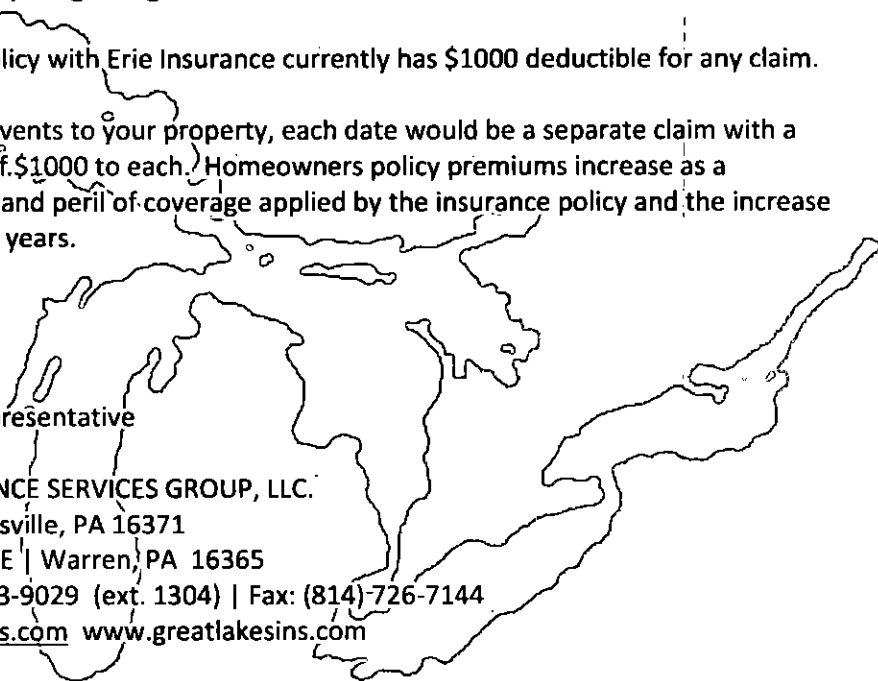 licy with Erie Insurance currently has $1000 deductible for any claim.
vents to your property, each date would be a separate claim with a
f $1000 to each. Homeowners policy premiums increase as a
and peril of coverage applied by the insurance policy and the increase
years.
resentative
NCE SERVICES GROUP, LLC.
sville, PA 16371
E | Warren, PA 16365
3-9029 (ext. 1304) | Fax: (814)-726-7144
s.com www.greatlakesins.com